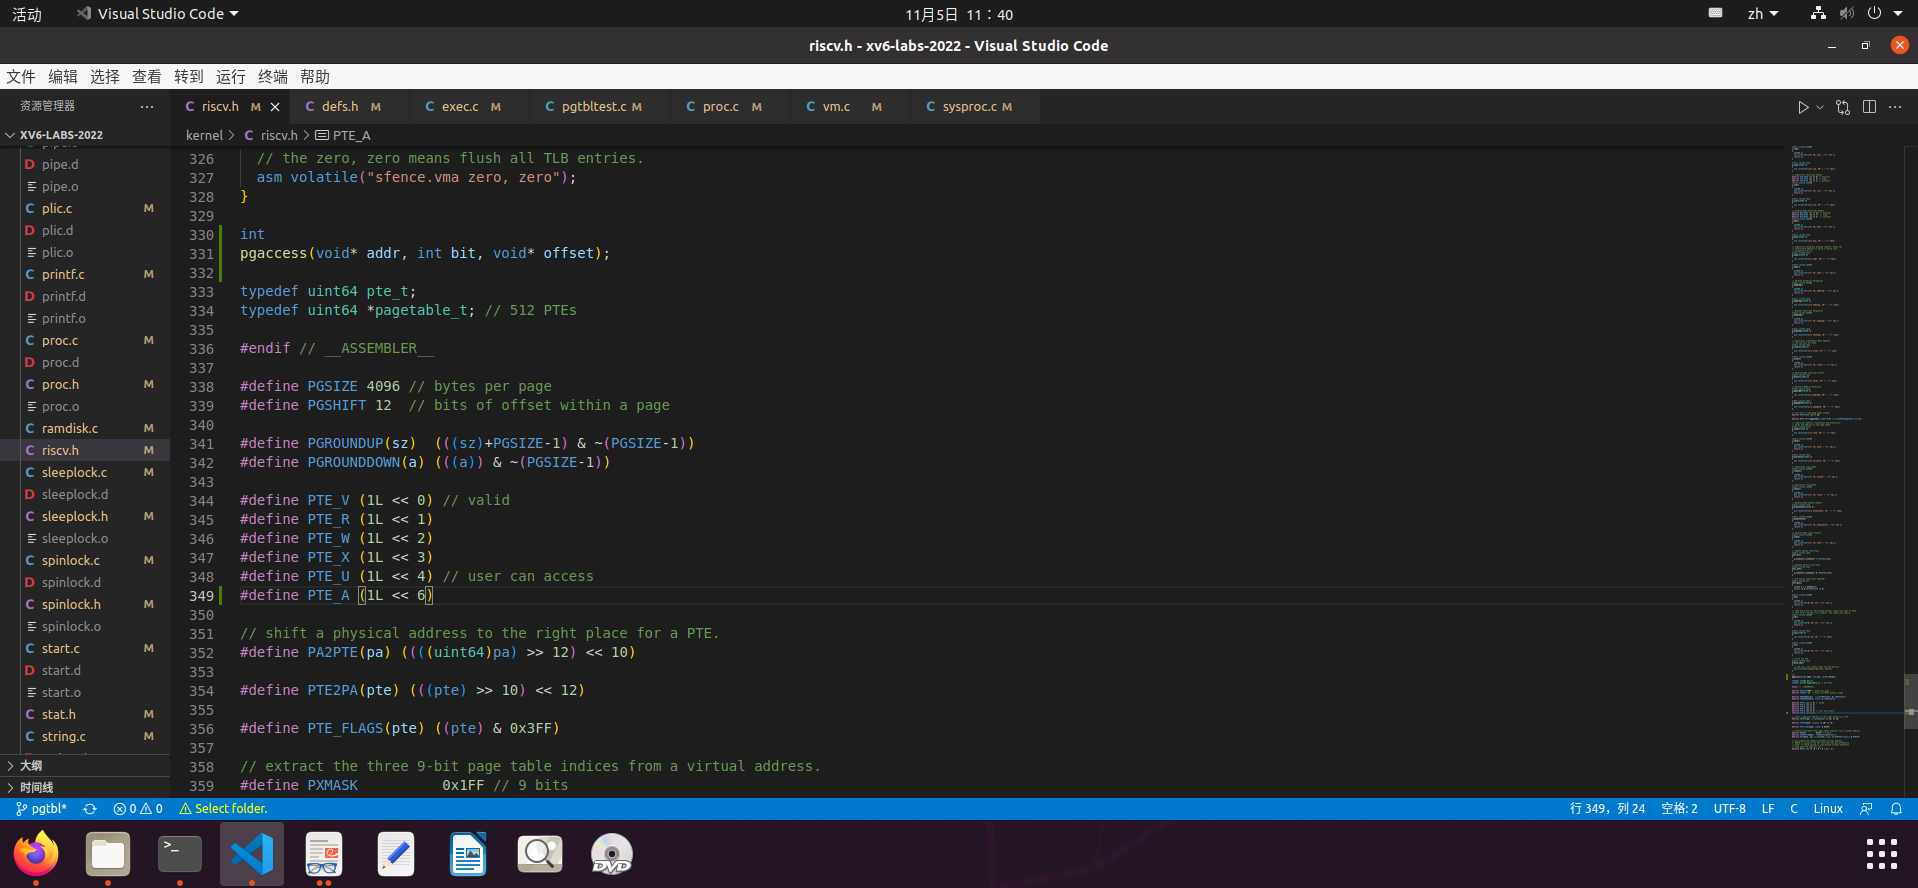 活动
Visual Studio Code
11月5日 11：40
zh
riscv.h - xv6-labs-2022 - Visual Studio Code
文件 编辑 选择 查看 转到 运行 终端 帮助
资源管理器
riscv.h M
defs.h M
exec.c M
pgtbltest.c M
proc.c M
vm.c M
sysproc.c M
XV6-LABS-2022
kernel > C riscv.h > PTE_A
D pipe.d
pipe.o
C plic.c M
D plic.d
plic.o
C printf.c M
D printf.d
printf.o
C proc.c M
D proc.d
C proc.h M
proc.o
C ramdisk.c M
C riscv.h M
C sleeplock.c M
D sleeplock.d
C sleeplock.h M
sleeplock.o
C spinlock.c M
D spinlock.d
C spinlock.h M
spinlock.o
C start.c M
D start.d
start.o
C stat.h M
C string.c M
大纲
时间线
326 // the zero, zero means flush all TLB entries.
327 asm volatile("sfence.vma zero, zero");
328 }
329
330 int
331 pgaccess(void* addr, int bit, void* offset);
332
333 typedef uint64 pte_t;
334 typedef uint64 *pagetable_t; // 512 PTEs
335
336 #endif // __ASSEMBLER__
337
338 #define PGSIZE 4096 // bytes per page
339 #define PGSHIFT 12  // bits of offset within a page
340
341 #define PGROUNDUP(sz)  (((sz)+PGSIZE-1) & ~(PGSIZE-1))
342 #define PGROUNDDOWN(a) (((a)) & ~(PGSIZE-1))
343
344 #define PTE_V (1L << 0) // valid
345 #define PTE_R (1L << 1)
346 #define PTE_W (1L << 2)
347 #define PTE_X (1L << 3)
348 #define PTE_U (1L << 4) // user can access
349 #define PTE_A (1L << 6)
350
351 // shift a physical address to the right place for a PTE.
352 #define PA2PTE(pa) ((((uint64)pa) >> 12) << 10)
353
354 #define PTE2PA(pte) (((pte) >> 10) << 12)
355
356 #define PTE_FLAGS(pte) ((pte) & 0x3FF)
357
358 // extract the three 9-bit page table indices from a virtual address.
359 #define PXMASK          0x1FF // 9 bits
pgtbl*
0 0
Select folder.
行 349，列 24
空格: 2
UTF-8
LF
C
Linux
>_
DVD